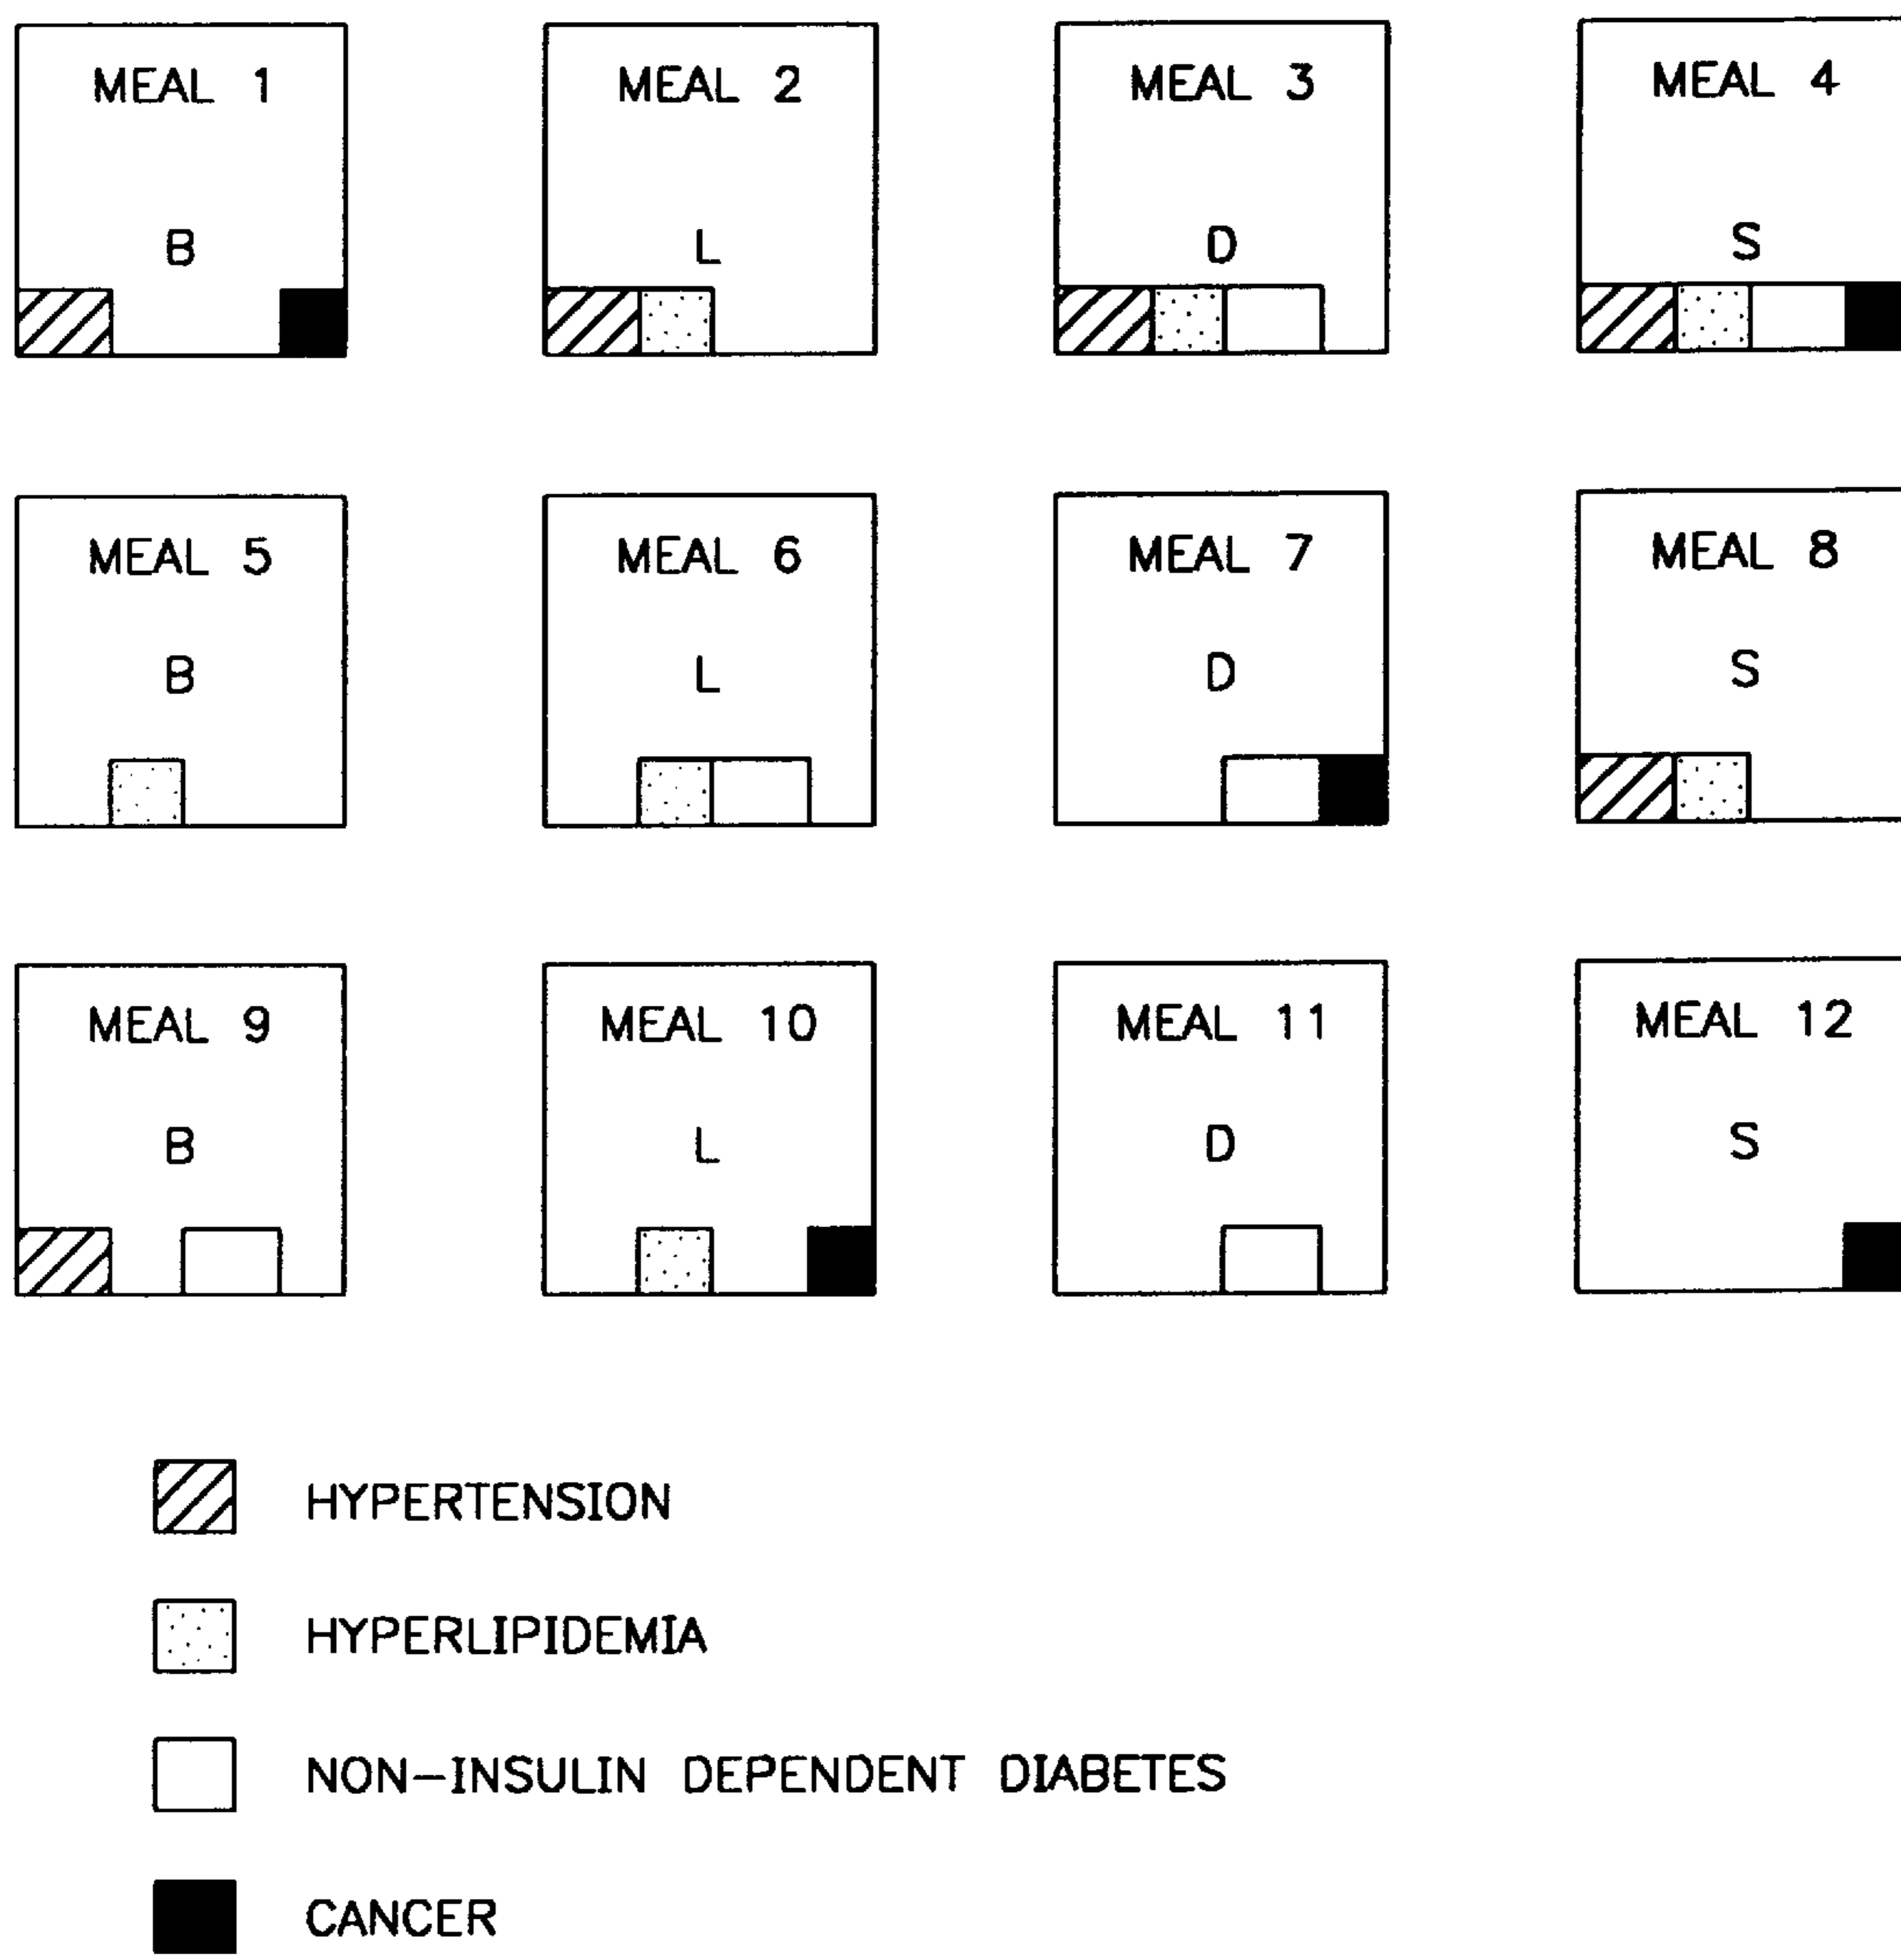 MEAL 1
MEAL 2
MEAL 3
MEAL 4
B
L
D
S
MEAL 5
MEAL 6
MEAL 7
MEAL 8
B
L
D
S
MEAL 9
MEAL 10
MEAL 11
MEAL 12
B
L
D
S
HYPERTENSION
HYPERLIPIDEMIA
NON-INSULIN DEPENDENT DIABETES
CANCER